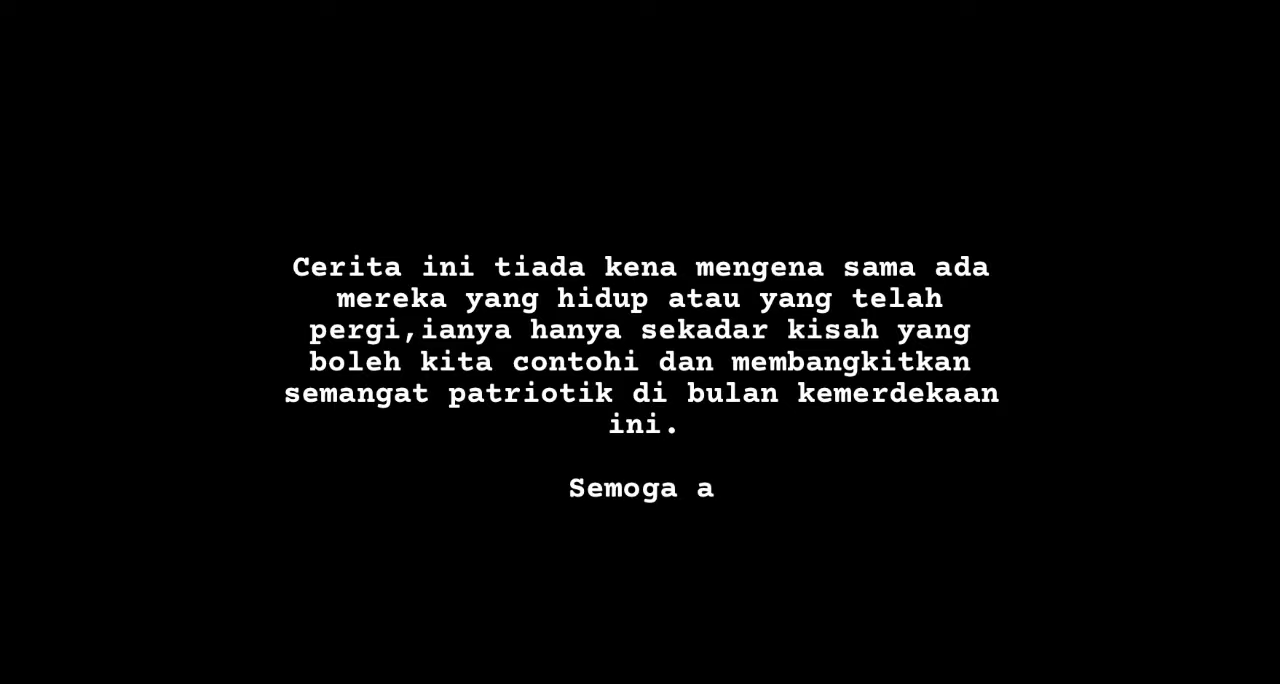 Cerita ini tiada kena mengena sama ada
mereka yang hidup atau yang telah
pergi,ianya hanya sekadar kisah yang
boleh kita contohi dan membangkitkan
semangat patriotik di bulan kemerdekaan
ini.
Semoga a